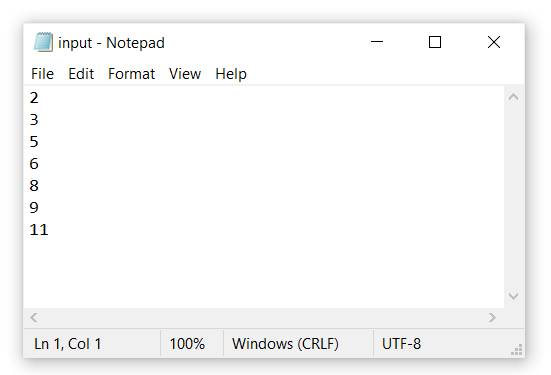 input - Notepad
File Edit Format View Help
2
3
5
6
8
9
11
Ln 1, Col 1 100% Windows (CRLF) UTF-8